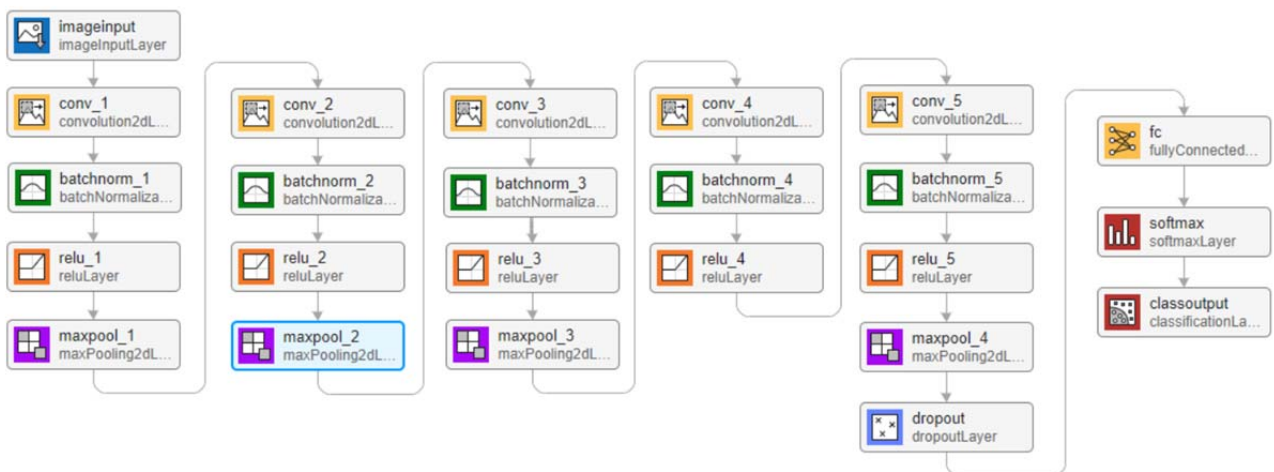 imageinput
imageInputLayer
conv_1
convolution2dL...
batchnorm_1
batchNormaliza...
relu_1
reluLayer
maxpool_1
maxPooling2dL...
conv_2
convolution2dL...
batchnorm_2
batchNormaliza...
relu_2
reluLayer
maxpool_2
maxPooling2dL...
conv_3
convolution2dL...
batchnorm_3
batchNormaliza...
relu_3
reluLayer
maxpool_3
maxPooling2dL...
conv_4
convolution2dL...
batchnorm_4
batchNormaliza...
relu_4
reluLayer
conv_5
convolution2dL...
batchnorm_5
batchNormaliza...
relu_5
reluLayer
maxpool_4
maxPooling2dL...
dropout
dropoutLayer
fc
fullyConnected...
softmax
softmaxLayer
classoutput
classificationLa...